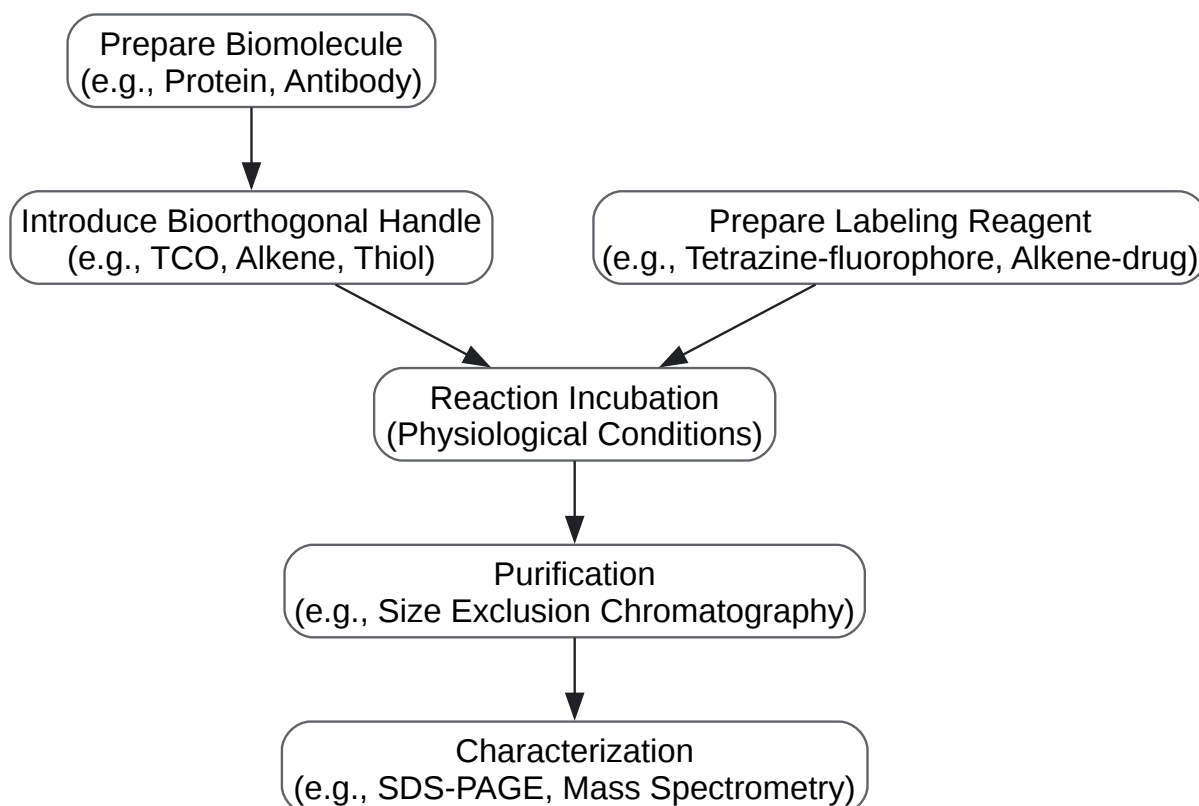 Prepare Biomolecule
(e.g., Protein, Antibody)
Introduce Bioorthogonal Handle
(e.g., TCO, Alkene, Thiol)
Prepare Labeling Reagent
(e.g., Tetrazine-fluorophore, Alkene-drug)
Reaction Incubation
(Physiological Conditions)
Purification
(e.g., Size Exclusion Chromatography)
Characterization
(e.g., SDS-PAGE, Mass Spectrometry)